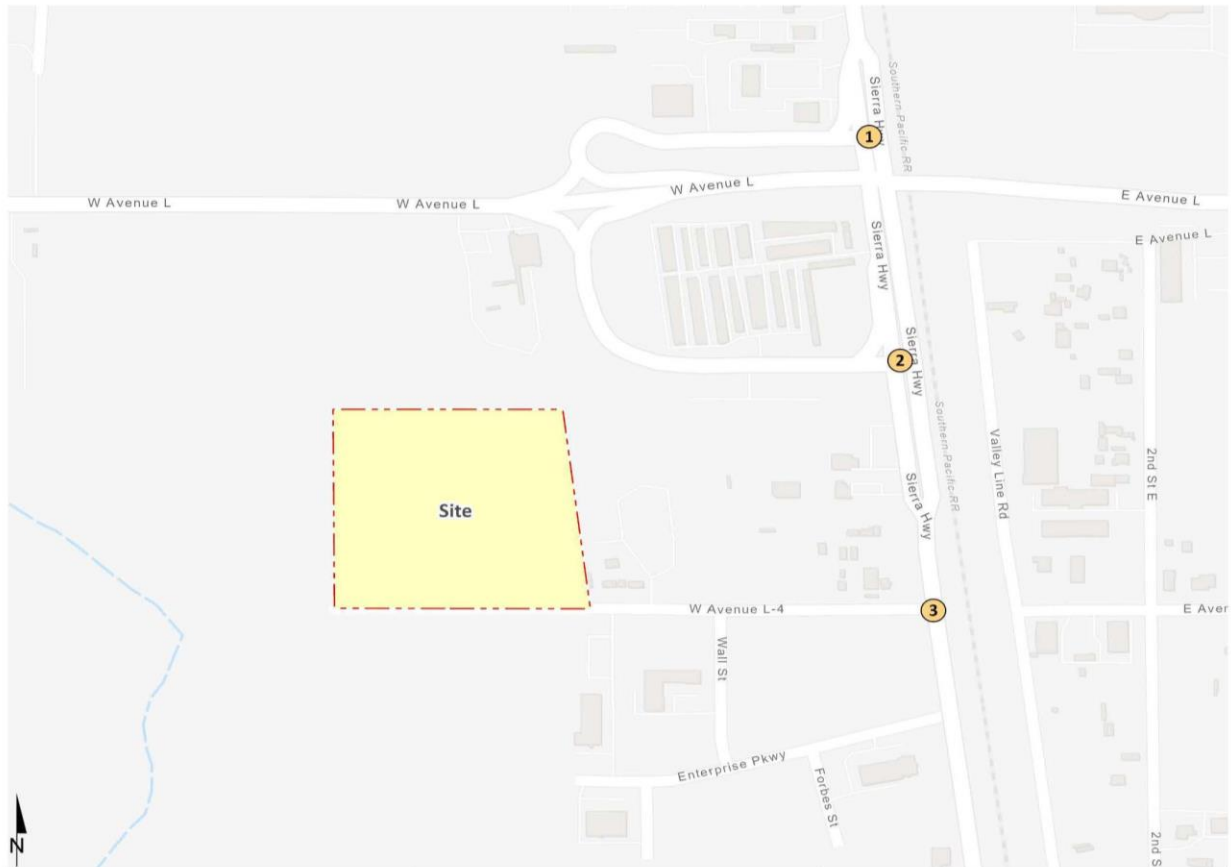 Sierra Hwy
Southern Pacific RR
1
W Avenue L
W Avenue L
W Avenue L
E Avenue L
E Avenue L
Sierra Hwy
Sierra Hwy
2
Southern Pacific RR
Valley Line Rd
2nd St E
Sierra Hwy
Site
W Avenue L-4
3
E Aver
Wall St
Enterprise Pkwy
Forbes St
2nd S
N